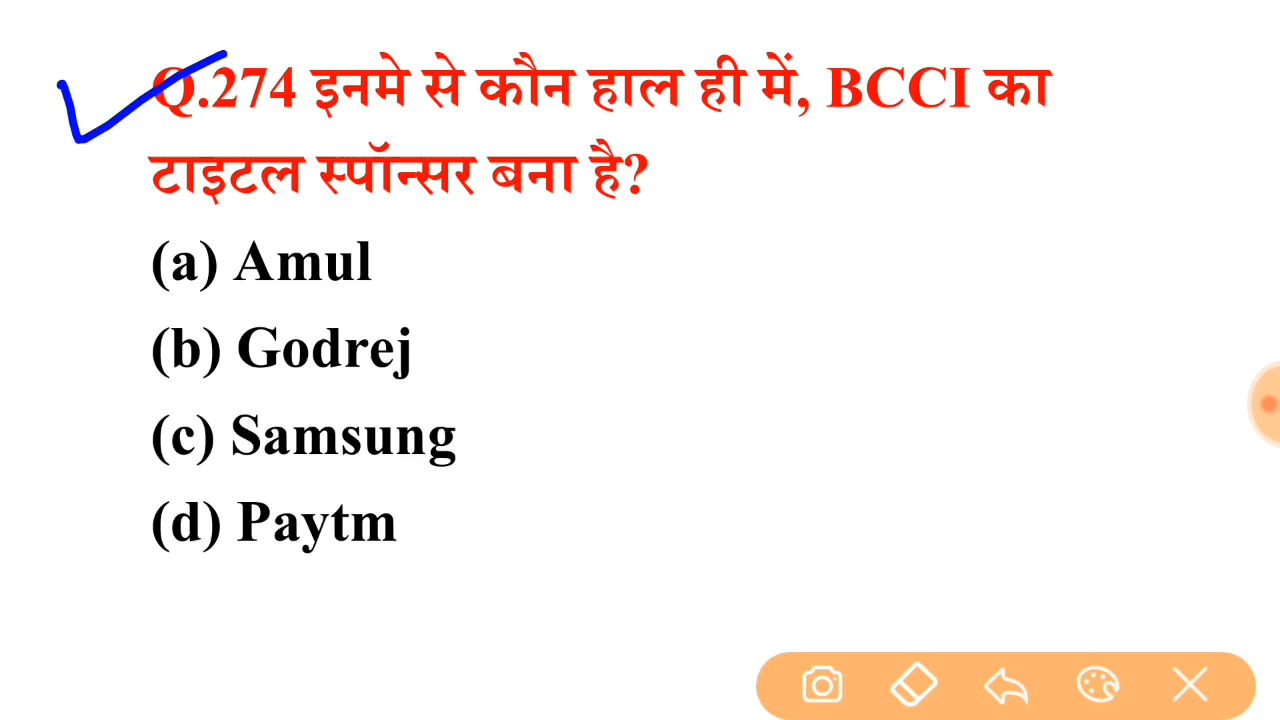 Q.274 इनमे से कौन हाल ही में, BCCI का
टाइटल स्पॉन्सर बना है?
(a) Amul
(b) Godrej
(c) Samsung
(d) Paytm